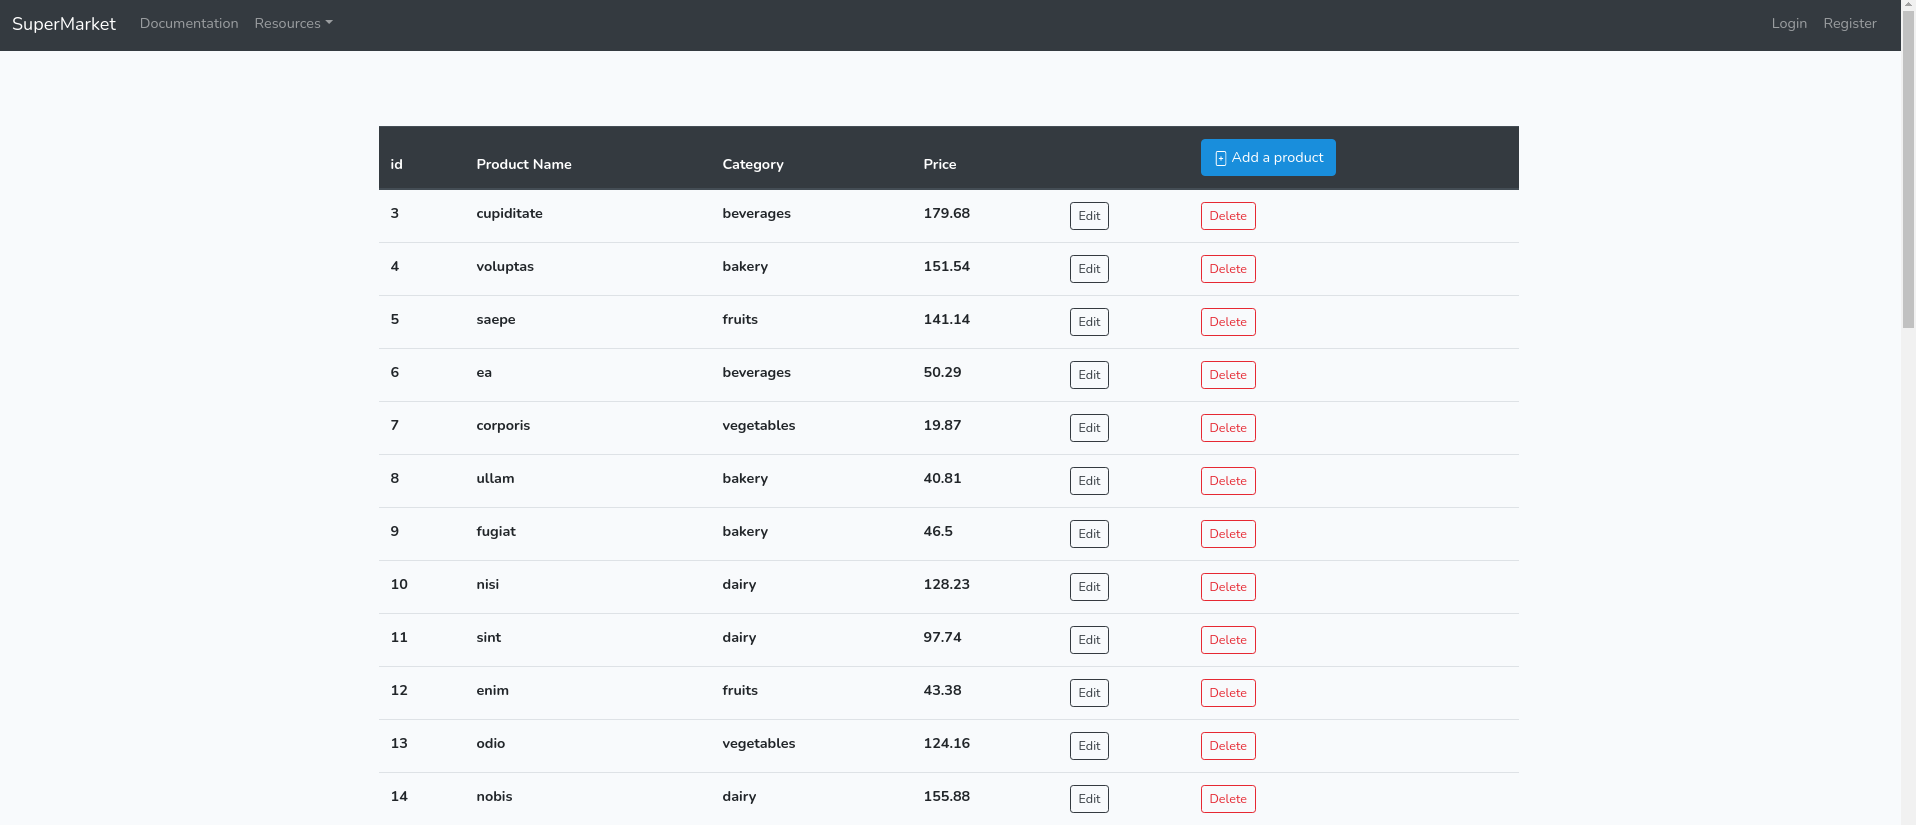 SuperMarket Documentation Resources Login Register
id Product Name Category Price Add a product
3 cupiditate beverages 179.68 Edit Delete
4 voluptas bakery 151.54 Edit Delete
5 saepe fruits 141.14 Edit Delete
6 ea beverages 50.29 Edit Delete
7 corporis vegetables 19.87 Edit Delete
8 ullam bakery 40.81 Edit Delete
9 fugiat bakery 46.5 Edit Delete
10 nisi dairy 128.23 Edit Delete
11 sint dairy 97.74 Edit Delete
12 enim fruits 43.38 Edit Delete
13 odio vegetables 124.16 Edit Delete
14 nobis dairy 155.88 Edit Delete